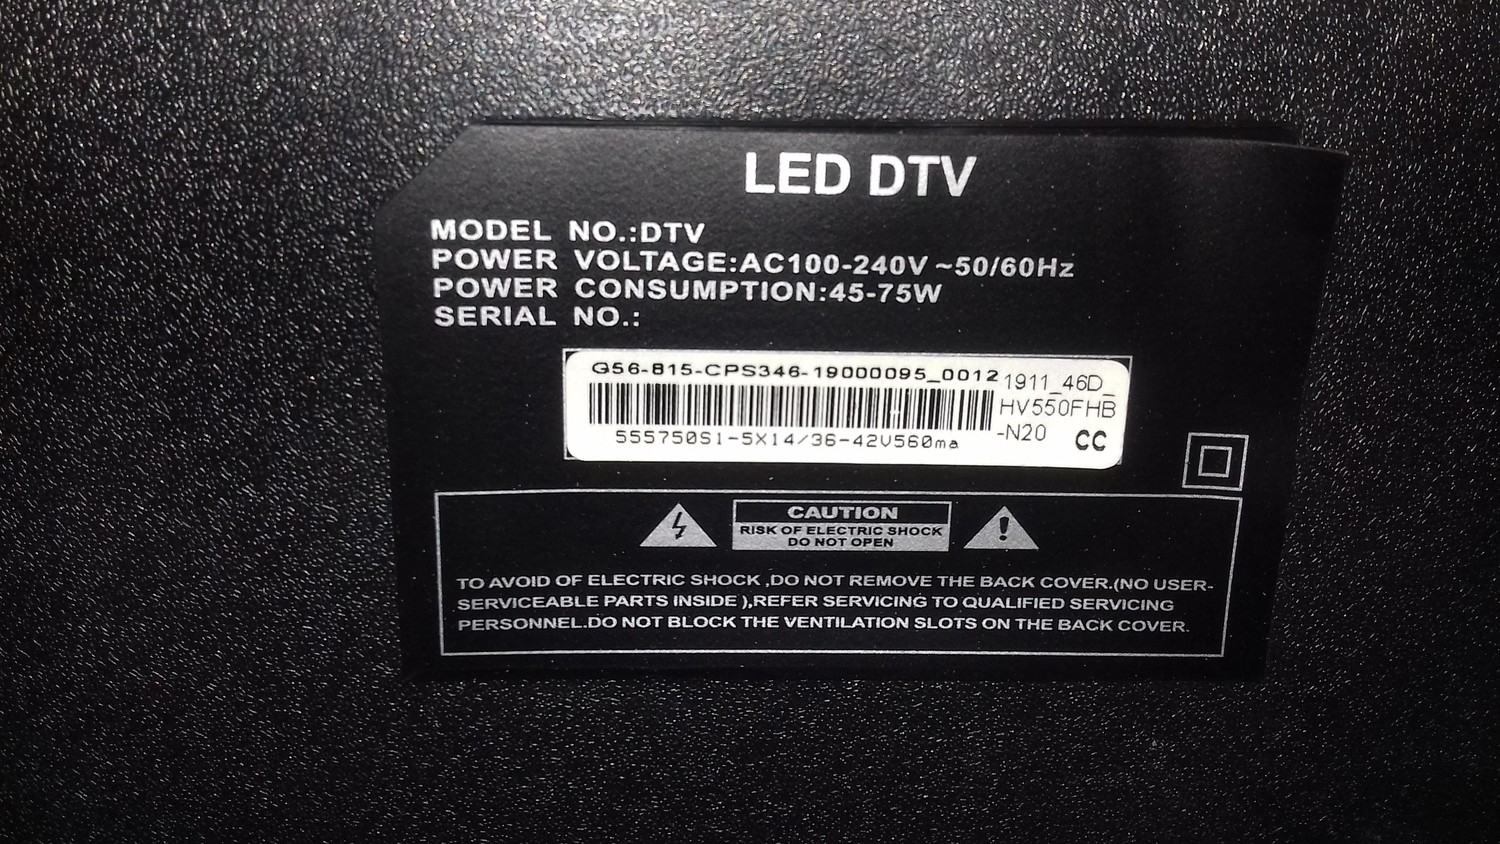 LED DTV
MODEL NO.:DTV
POWER VOLTAGE:AC100-240V ~50/60Hz
POWER CONSUMPTION:45-75W
SERIAL NO.:
G56-815-CPS346-19000095_0012
1911_46D_
HV550FHB
-N20 CC
555750S1-5X14/36-42V560ma
CAUTION
RISK OF ELECTRIC SHOCK
DO NOT OPEN
TO AVOID OF ELECTRIC SHOCK ,DO NOT REMOVE THE BACK COVER.(NO USER-
SERVICEABLE PARTS INSIDE ),REFER SERVICING TO QUALIFIED SERVICING
PERSONNEL.DO NOT BLOCK THE VENTILATION SLOTS ON THE BACK COVER.